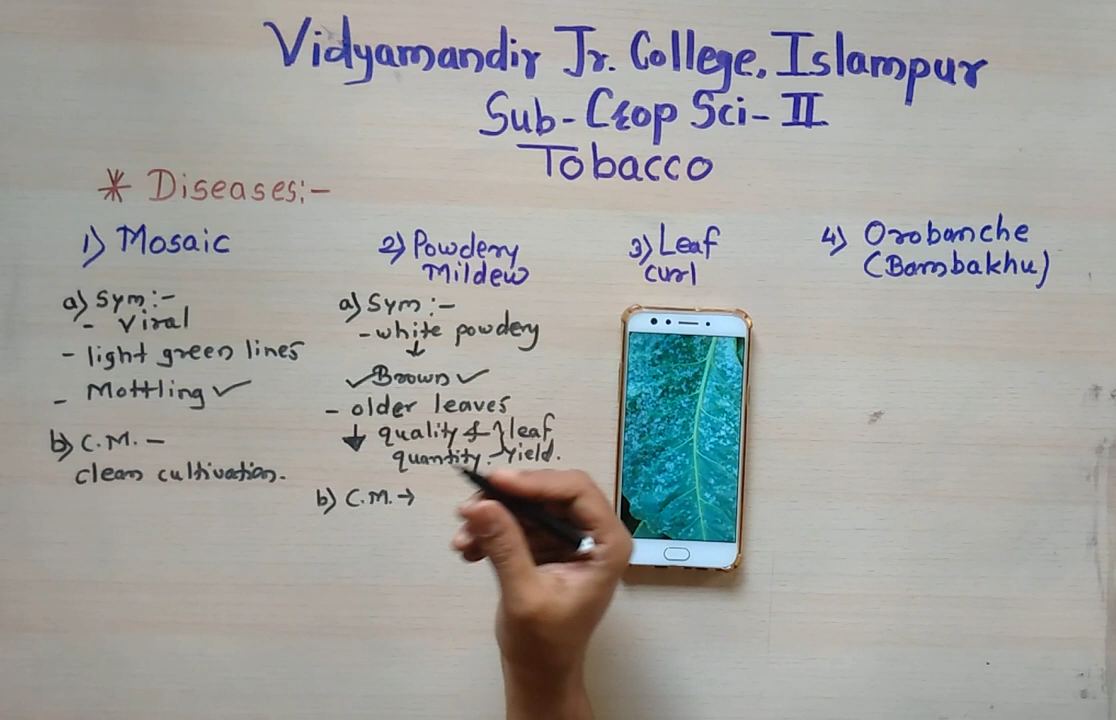 Vidyamandir Jr. College, Islampur
Sub - Crop Sci - II
Tobacco
* Diseases:-
1) Mosaic
a) Sym:-
- Viral
- light green lines
- Mottling ✓
b) C.M. -
clean cultivation.
2) Powdery
Mildew
a) Sym:-
- white powdery
↓
✓ Brown ✓
- older leaves
↓ quality & } leaf
quantity - yield.
b) C.M. →
3) Leaf
curl
4) Orobanche
(Bambakhu)